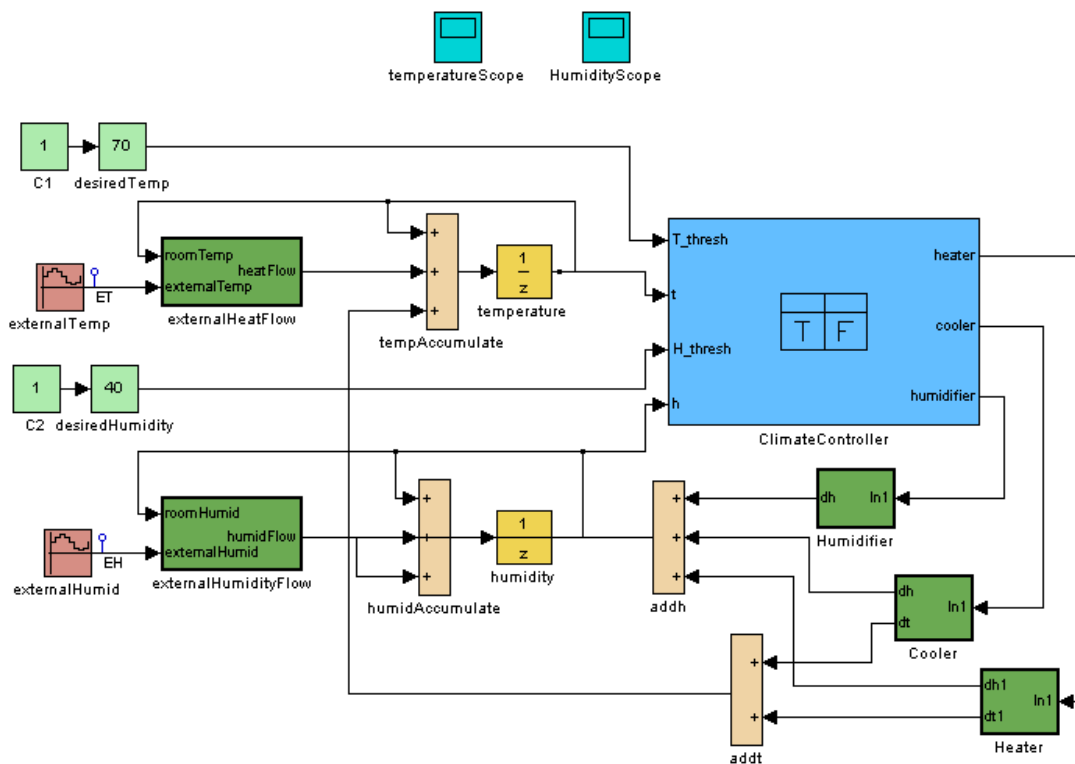 temperatureScope
HumidityScope
1
C1
70
desiredTemp
externalTemp
ET
roomTemp
heatFlow
externalTemp
externalHeatFlow
+
+
+
tempAccumulate
1
z
temperature
T_thresh
t
H_thresh
h
T F
heater
cooler
humidifier
ClimateController
1
C2
40
desiredHumidity
externalHumid
EH
roomHumid
humidFlow
externalHumid
externalHumidityFlow
+
+
+
humidAccumulate
1
z
humidity
+
+
+
addh
dh In1
Humidifier
dh
In1
dt
Cooler
+
+
addt
dh1
In1
dt1
Heater